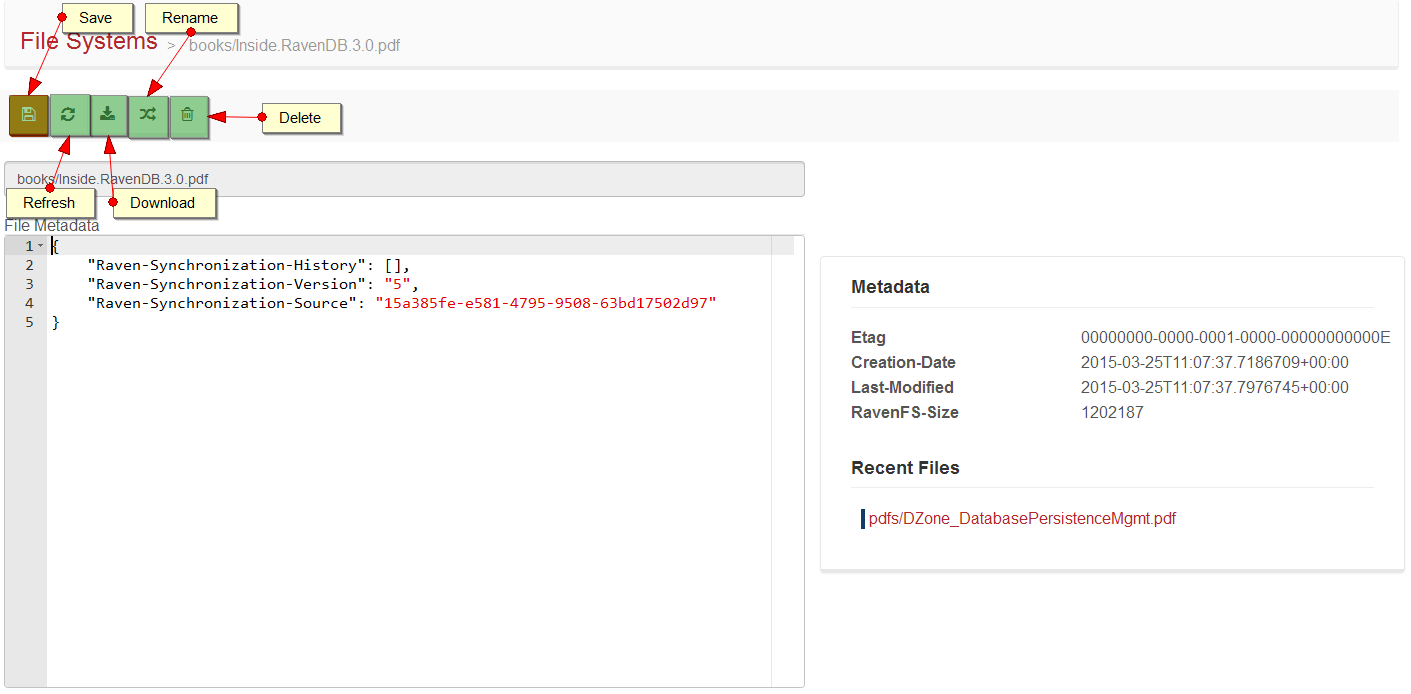 Save
Rename
File Systems > books/Inside.RavenDB.3.0.pdf
Delete
books/Inside.RavenDB.3.0.pdf
Refresh
Download
File Metadata
1 {
2 "Raven-Synchronization-History": [],
3 "Raven-Synchronization-Version": "5",
4 "Raven-Synchronization-Source": "15a385fe-e581-4795-9508-63bd17502d97"
5 }
Metadata
Etag 00000000-0000-0001-0000-00000000000E
Creation-Date 2015-03-25T11:07:37.7186709+00:00
Last-Modified 2015-03-25T11:07:37.7976745+00:00
RavenFS-Size 1202187
Recent Files
pdfs/DZone_DatabasePersistenceMgmt.pdf